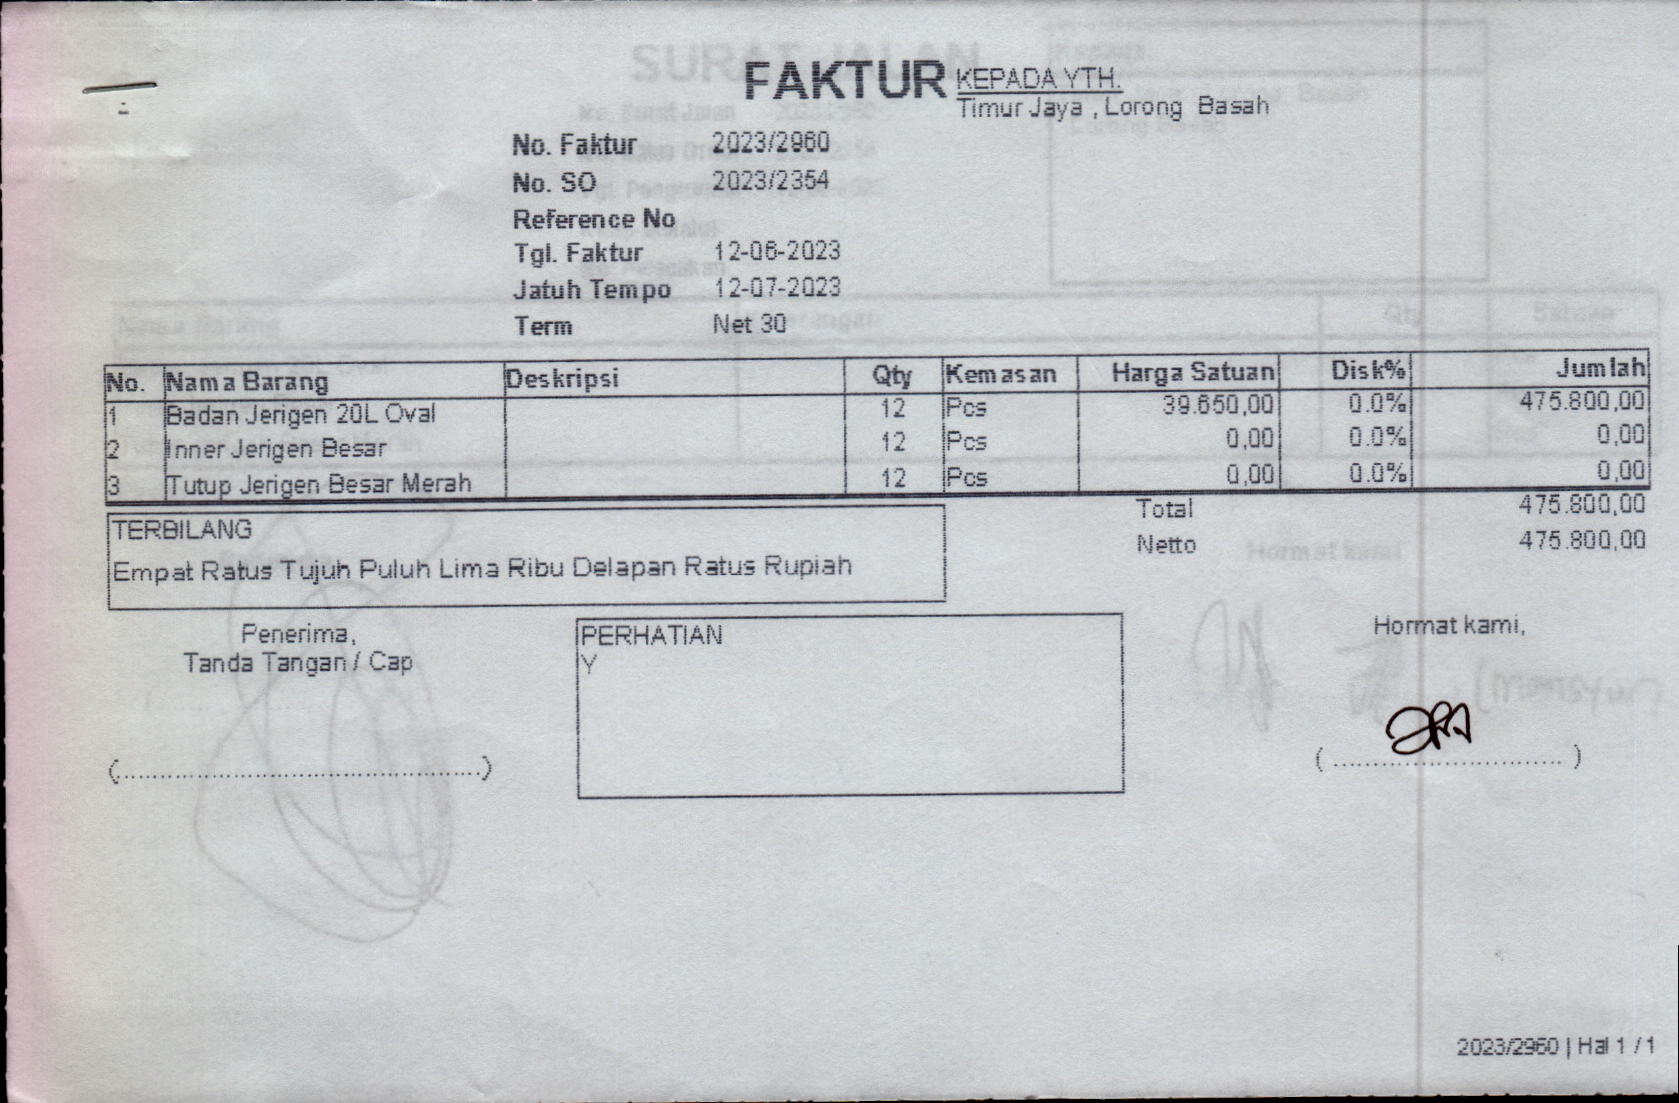 FAKTUR
KEPADA YTH.
Timur Jaya , Lorong Basah
No. Faktur 2023/2960
No. SO 2023/2354
Reference No
Tgl. Faktur 12-06-2023
Jatuh Tempo 12-07-2023
Term Net 30
No. Nama Barang Deskripsi Qty Kemasan Harga Satuan Disk% Jumlah
1 Badan Jerigen 20L Oval 12 Pcs 39.650,00 0.0% 475.800,00
2 Inner Jerigen Besar 12 Pcs 0,00 0.0% 0,00
3 Tutup Jerigen Besar Merah 12 Pcs 0,00 0.0% 0,00
Total 475.800,00
Netto 475.800,00
TERBILANG
Empat Ratus Tujuh Puluh Lima Ribu Delapan Ratus Rupiah
Penerima,
Tanda Tangan / Cap
(................................................)
PERHATIAN
Y
Hormat kami,
( ............................ )
2023/2960 | Hal 1 / 1